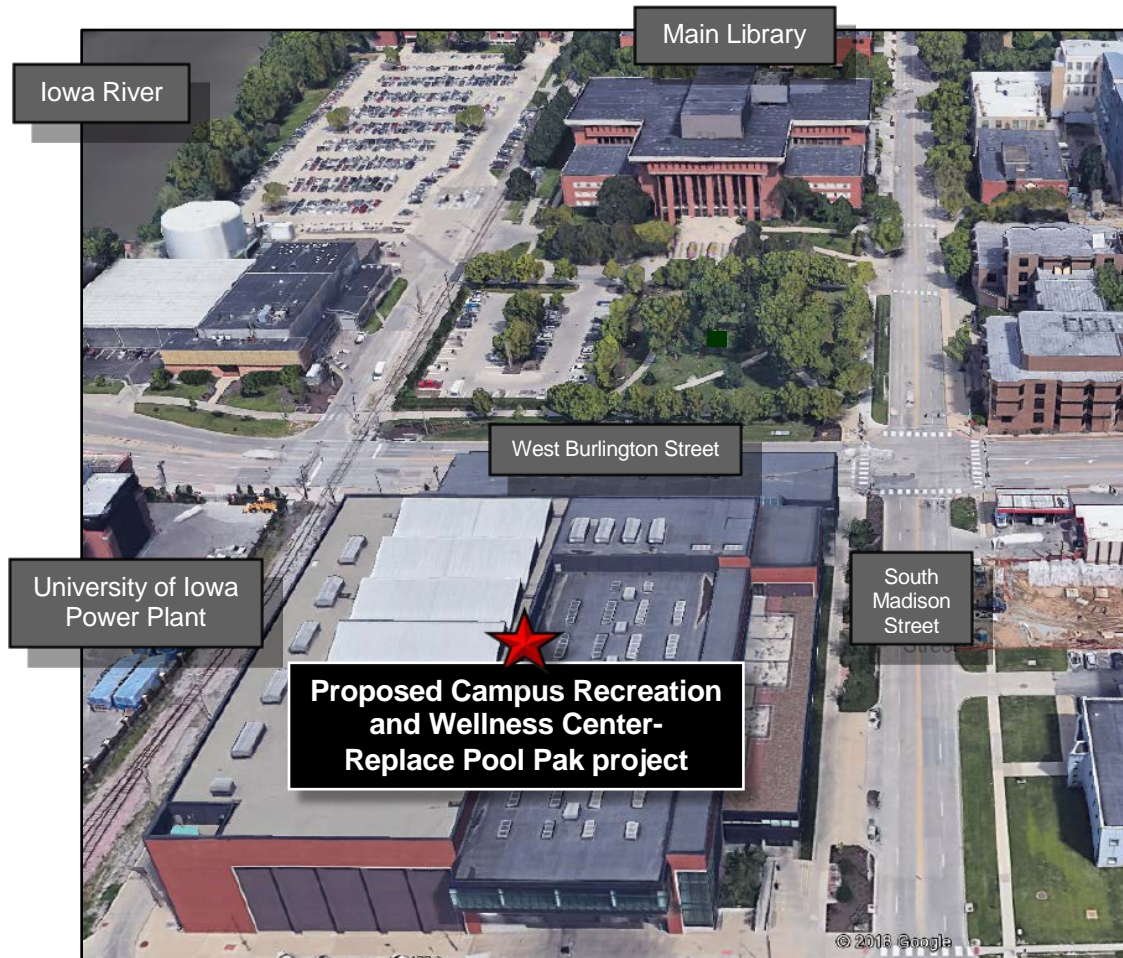 Main Library
Iowa River
West Burlington Street
University of Iowa
Power Plant
South
Madison
Street
Proposed Campus Recreation
and Wellness Center-
Replace Pool Pak project
© 2018 Google